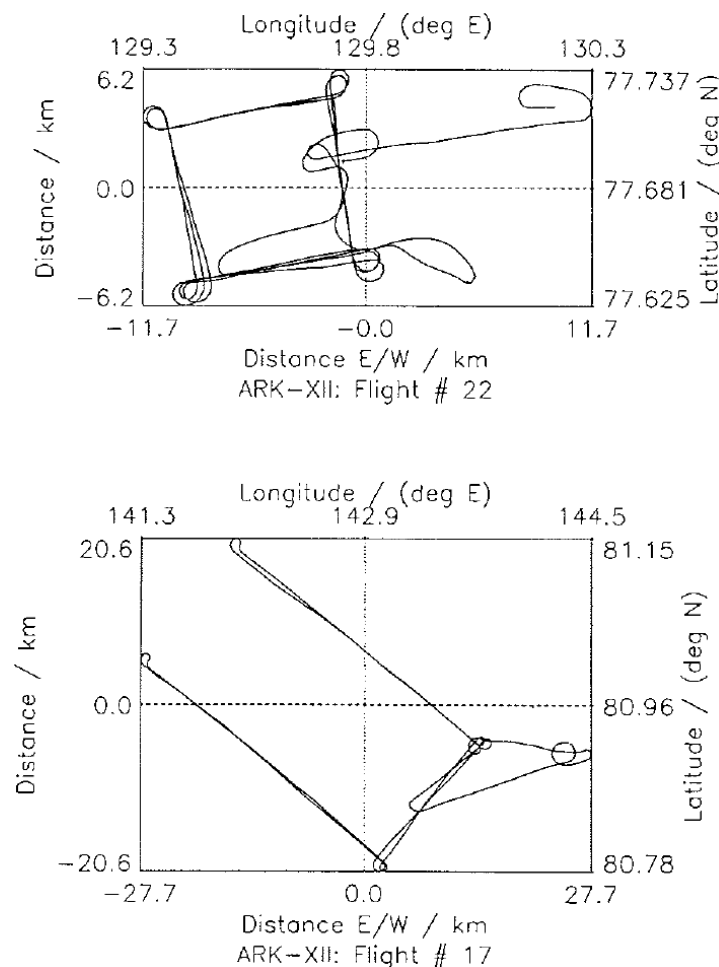 Longitude / (deg E)
129.3 129.8 130.3
6.2 77.737
Distance / km
0.0 77.681
Latitude / (deg N)
−6.2 77.625
−11.7 −0.0 11.7
Distance E/W / km
ARK−XII: Flight # 22
Longitude / (deg E)
141.3 142.9 144.5
20.6 81.15
Distance / km
0.0 80.96
Latitude / (deg N)
−20.6 80.78
−27.7 0.0 27.7
Distance E/W / km
ARK−XII: Flight # 17